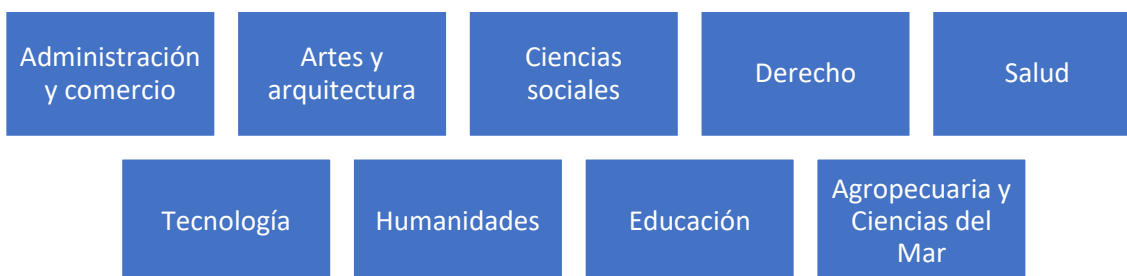 Administración
y comercio
Artes y
arquitectura
Ciencias
sociales
Derecho
Salud
Tecnología
Humanidades
Educación
Agropecuaria y
Ciencias del
Mar